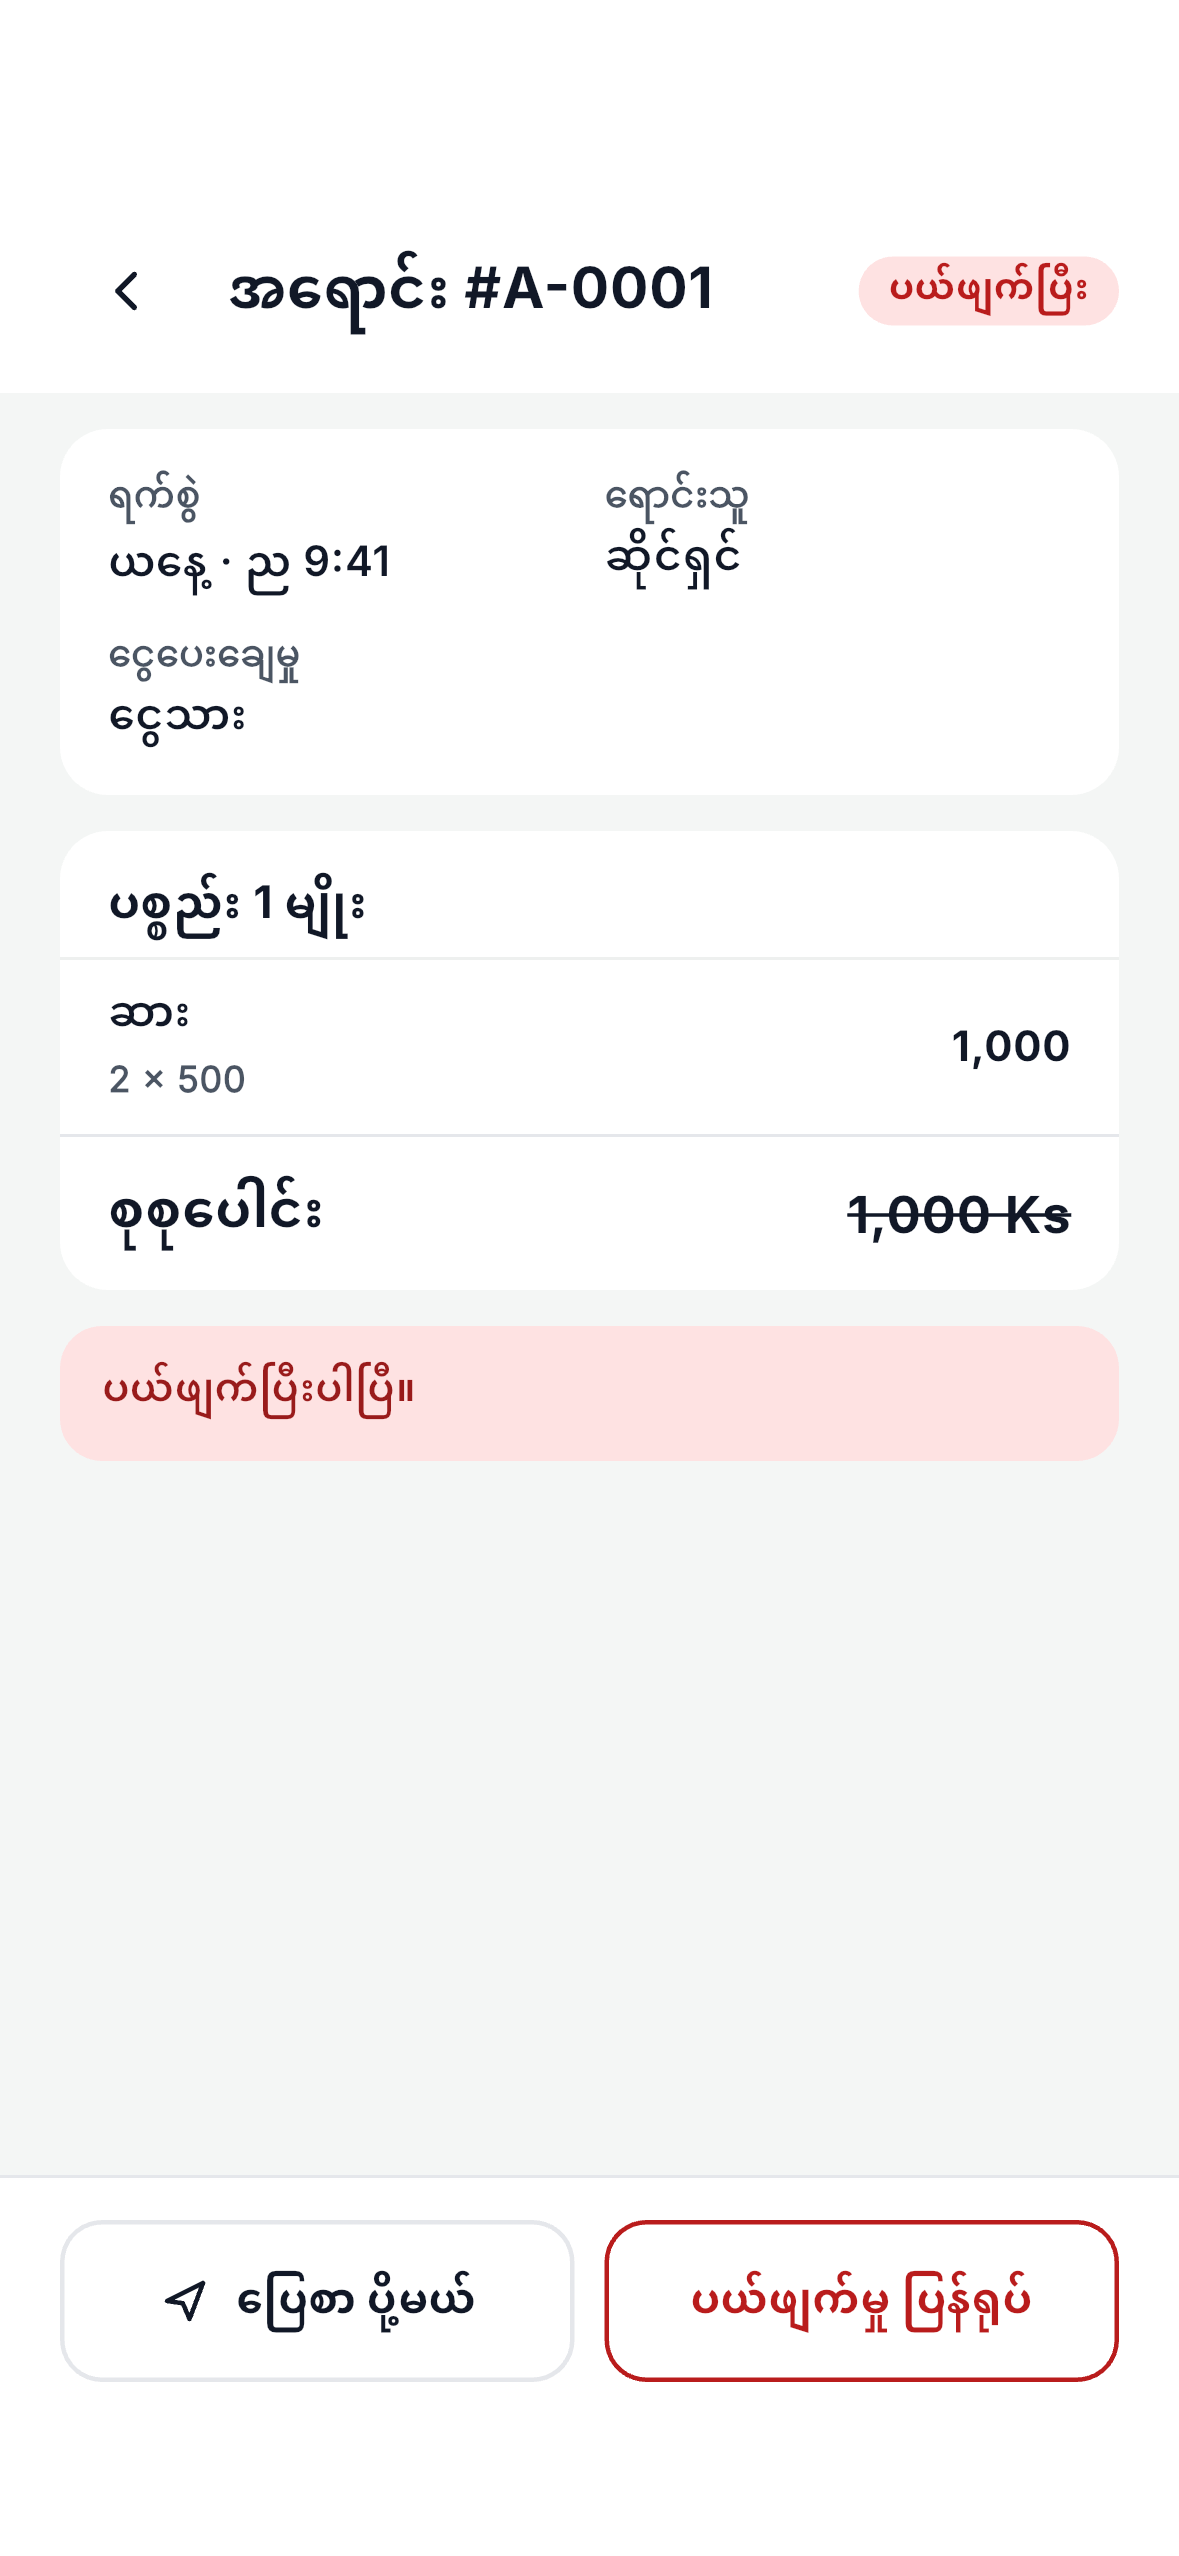 အရောင်း #A-0001
ပယ်ဖျက်ပြီး
ရက်စွဲ
ရောင်းသူ
ယနေ့ · ည 9:41
ဆိုင်ရှင်
ငွေပေးချေမှု
ငွေသား
ပစ္စည်း 1 မျိုး
ဆား
1,000
2 × 500
စုစုပေါင်း
1,000 Ks
ပယ်ဖျက်ပြီးပါပြီ။
ပြေစာ ပို့မယ်
ပယ်ဖျက်မှု ပြန်ရုပ်